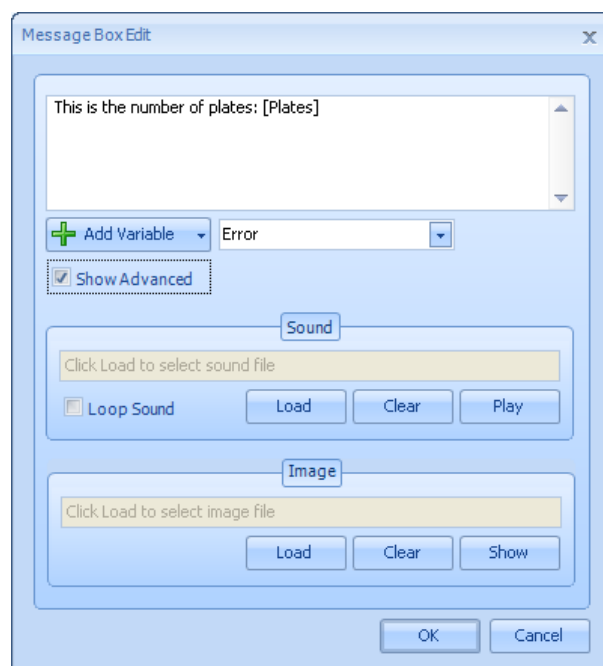 Message Box Edit
This is the number of plates: [Plates]
Add Variable
Error
Show Advanced
Sound
Click Load to select sound file
Loop Sound
Load
Clear
Play
Image
Click Load to select image file
Load
Clear
Show
OK
Cancel